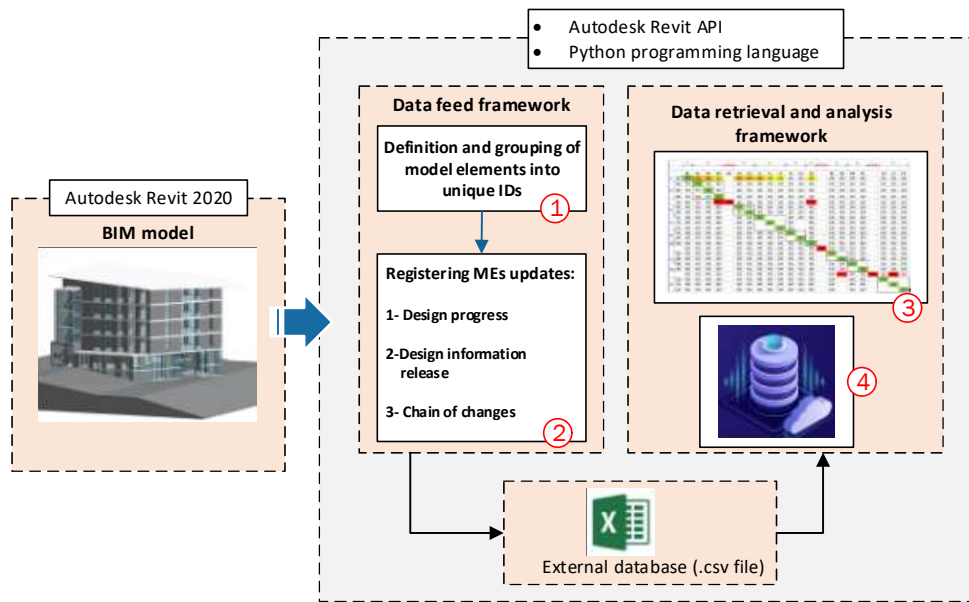 • Autodesk Revit API
• Python programming language
Autodesk Revit 2020
BIM model
Data feed framework
Definition and grouping of
model elements into
unique IDs
1
Registering MEs updates:
1- Design progress
2-Design information
release
3- Chain of changes
2
Data retrieval and analysis
framework
3
4
X
External database (.csv file)